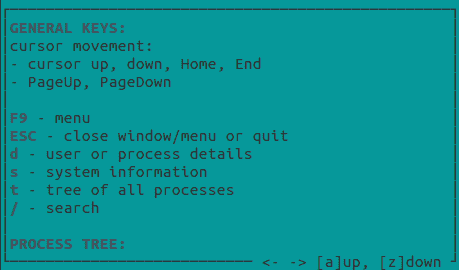 GENERAL KEYS:
cursor movement:
- cursor up, down, Home, End
- PageUp, PageDown
F9 - menu
ESC - close window/menu or quit
d - user or process details
s - system information
t - tree of all processes
/ - search
PROCESS TREE:
<- -> [a]up, [z]down